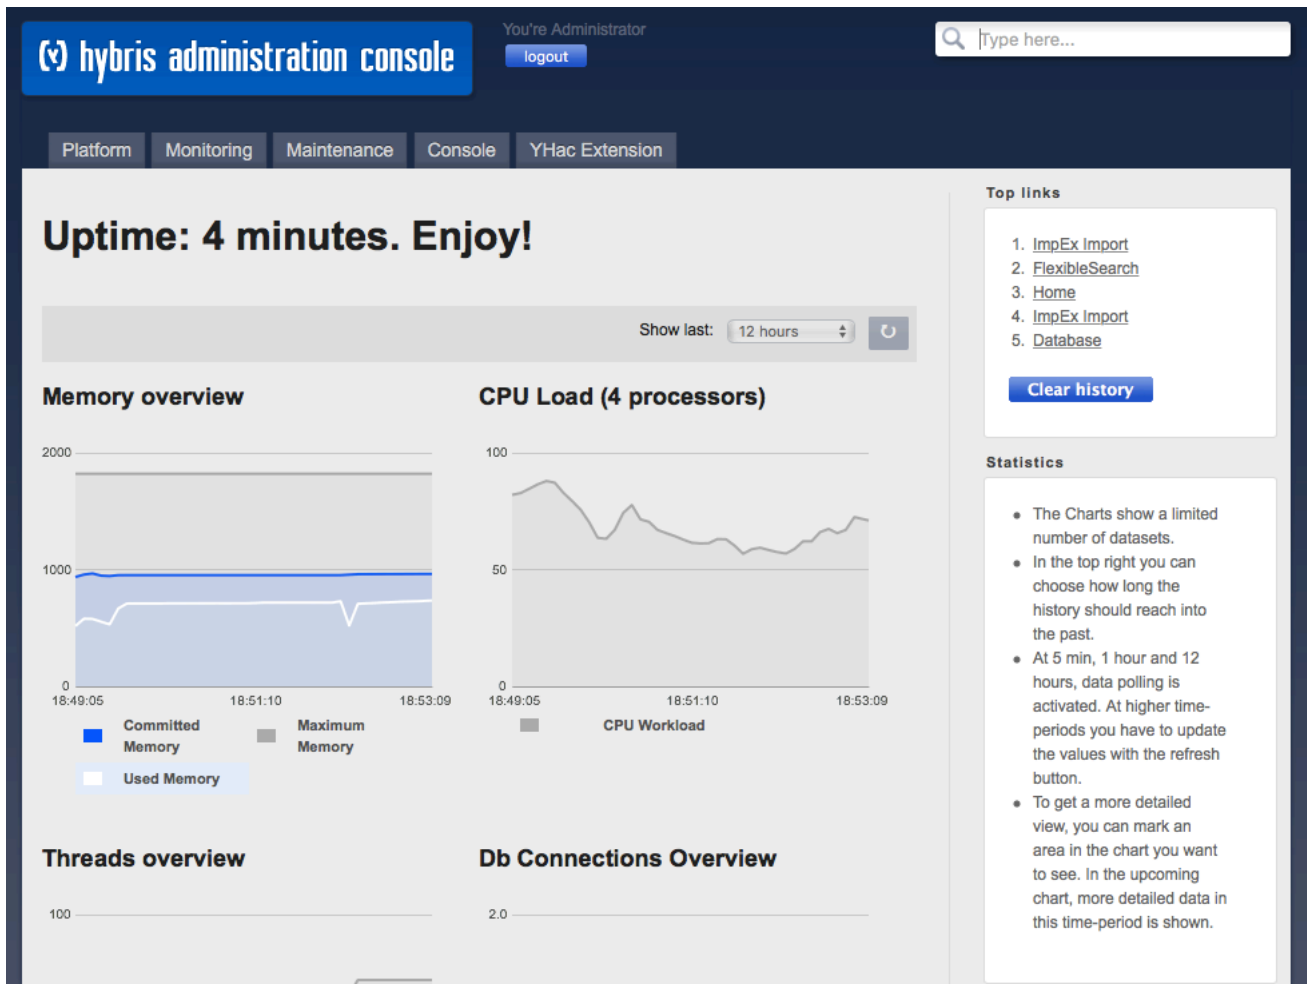 (y) hybris administration console
You're Administrator
logout
Type here...
Platform
Monitoring
Maintenance
Console
YHac Extension
Uptime: 4 minutes. Enjoy!
Show last:
12 hours
Memory overview
2000
1000
0
18:49:05
18:51:10
18:53:09
Committed
Memory
Maximum
Memory
Used Memory
CPU Load (4 processors)
100
50
0
18:49:05
18:51:10
18:53:09
CPU Workload
Threads overview
100
Db Connections Overview
2.0
Top links
1. ImpEx Import
2. FlexibleSearch
3. Home
4. ImpEx Import
5. Database
Clear history
Statistics
The Charts show a limited
number of datasets.
In the top right you can
choose how long the
history should reach into
the past.
At 5 min, 1 hour and 12
hours, data polling is
activated. At higher time-
periods you have to update
the values with the refresh
button.
To get a more detailed
view, you can mark an
area in the chart you want
to see. In the upcoming
chart, more detailed data in
this time-period is shown.